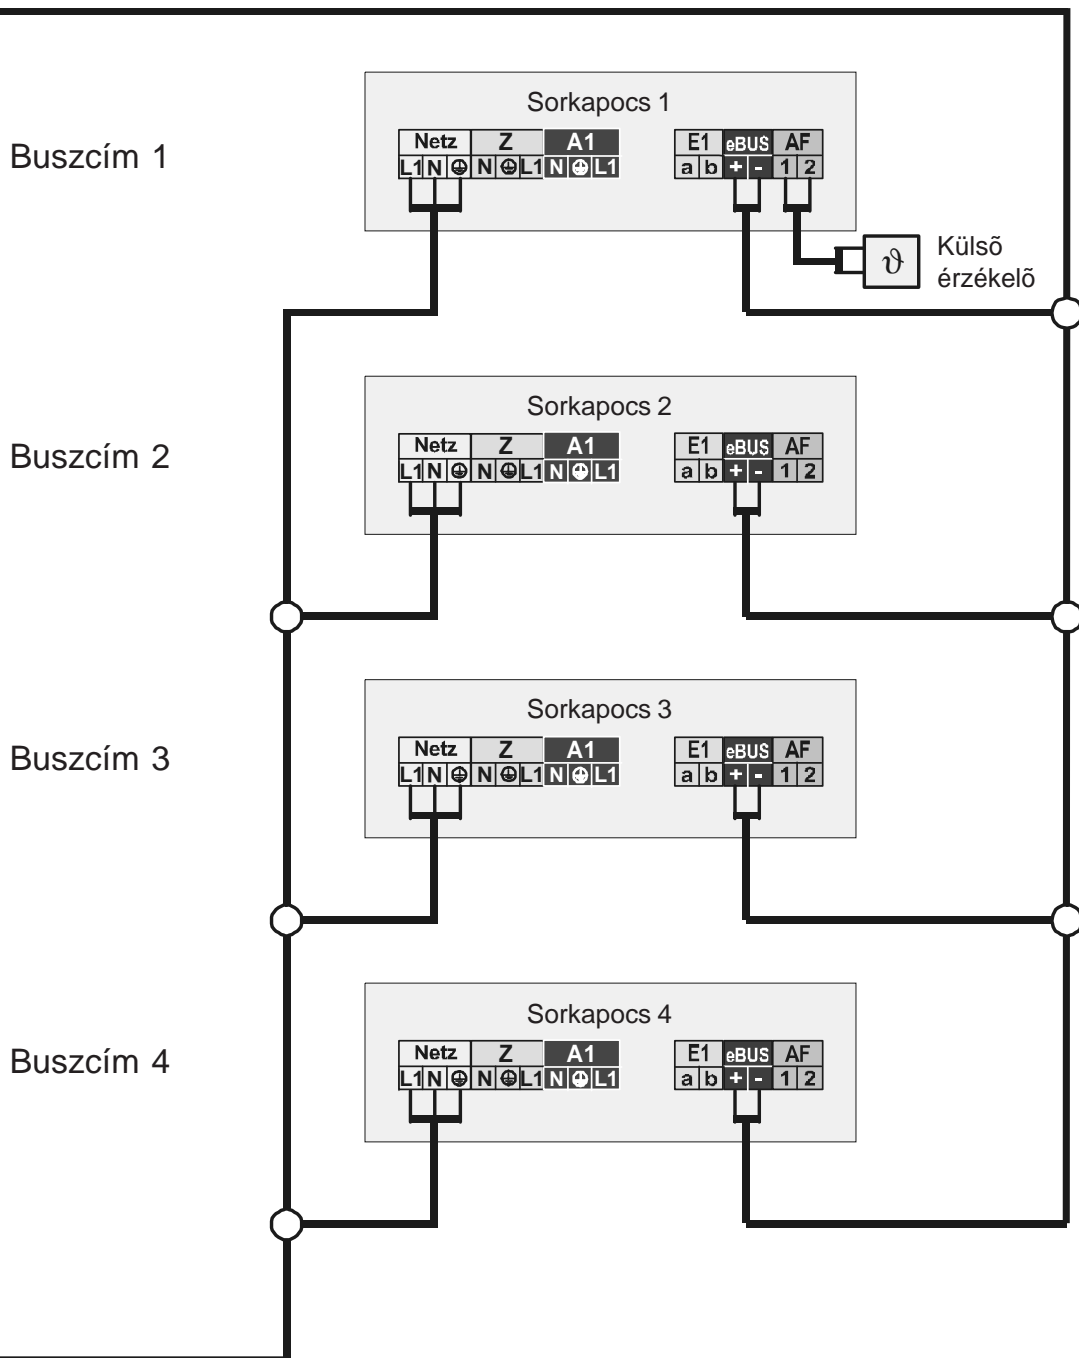 Sorkapocs 1
Buszcím 1
Netz Z A1 E1 eBUS AF
L1 N N L1 N L1 a b + - 1 2
ϑ
Külsõ
érzékelõ
Sorkapocs 2
Buszcím 2
Netz Z A1 E1 eBUS AF
L1 N N L1 N L1 a b + - 1 2
Sorkapocs 3
Buszcím 3
Netz Z A1 E1 eBUS AF
L1 N N L1 N L1 a b + - 1 2
Sorkapocs 4
Buszcím 4
Netz Z A1 E1 eBUS AF
L1 N N L1 N L1 a b + - 1 2